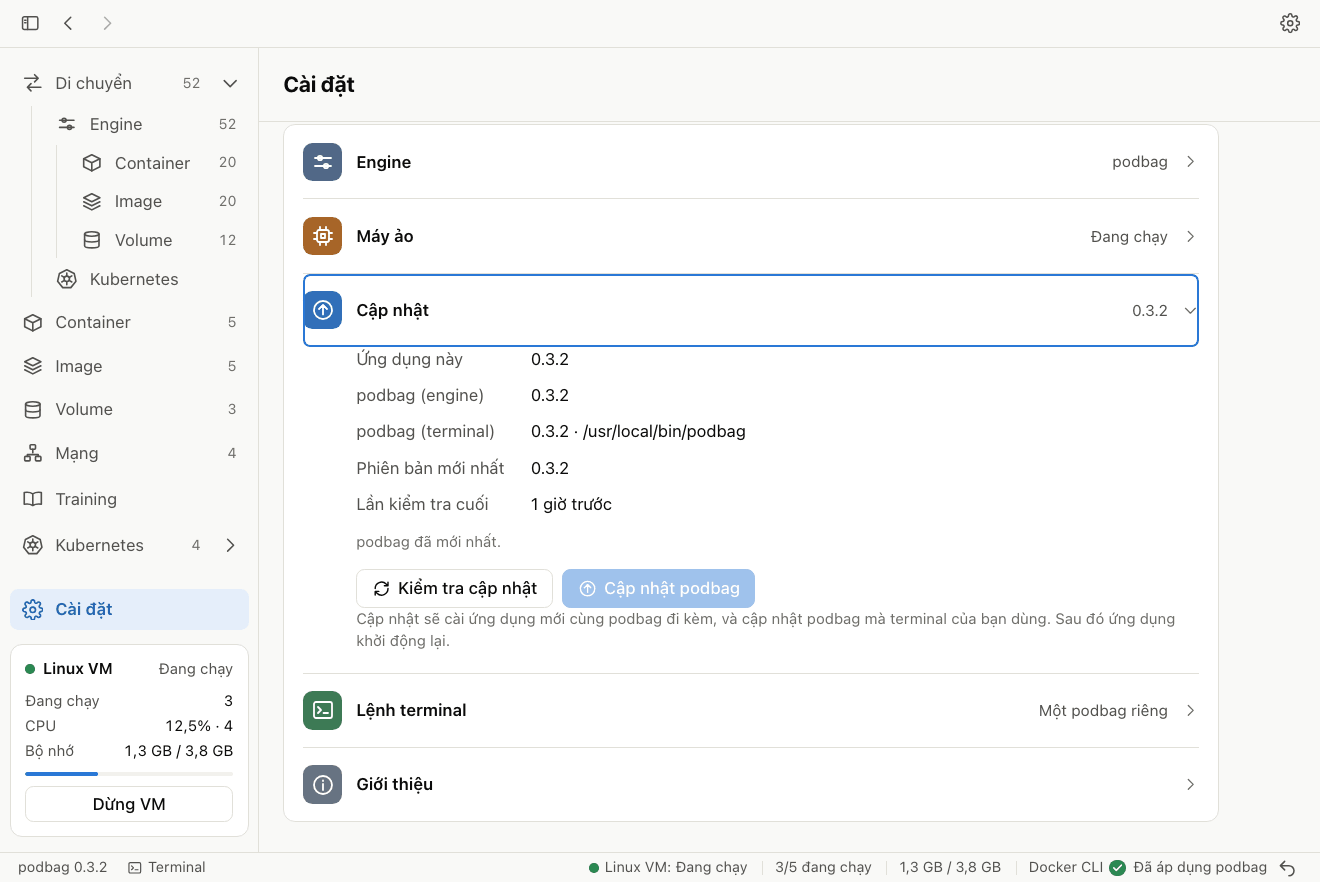 Di chuyển 52
Engine 52
Container 20
Image 20
Volume 12
Kubernetes
Container 5
Image 5
Volume 3
Mạng 4
Training
Kubernetes 4
Cài đặt
Linux VM Đang chạy
Đang chạy 3
CPU 12,5% · 4
Bộ nhớ 1,3 GB / 3,8 GB
Dừng VM
Cài đặt
Engine podbag
Máy ảo Đang chạy
Cập nhật 0.3.2
Ứng dụng này 0.3.2
podbag (engine) 0.3.2
podbag (terminal) 0.3.2 · /usr/local/bin/podbag
Phiên bản mới nhất 0.3.2
Lần kiểm tra cuối 1 giờ trước
podbag đã mới nhất.
Kiểm tra cập nhật Cập nhật podbag
Cập nhật sẽ cài ứng dụng mới cùng podbag đi kèm, và cập nhật podbag mà terminal của bạn dùng. Sau đó ứng dụng
khởi động lại.
Lệnh terminal Một podbag riêng
Giới thiệu
podbag 0.3.2 Terminal Linux VM: Đang chạy 3/5 đang chạy 1,3 GB / 3,8 GB Docker CLI Đã áp dụng podbag